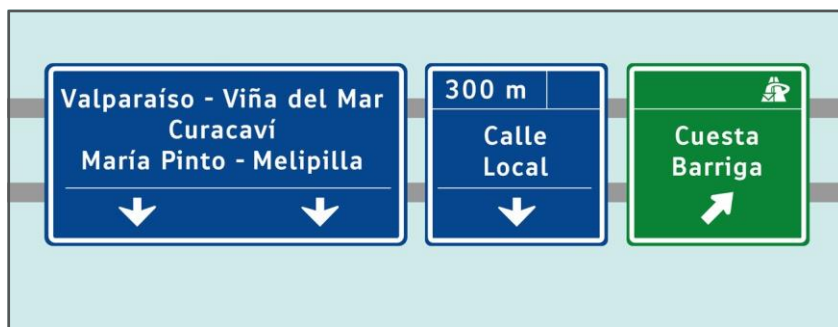 Valparaíso - Viña del Mar
Curacaví
María Pinto - Melipilla
300 m
Calle
Local
Cuesta
Barriga